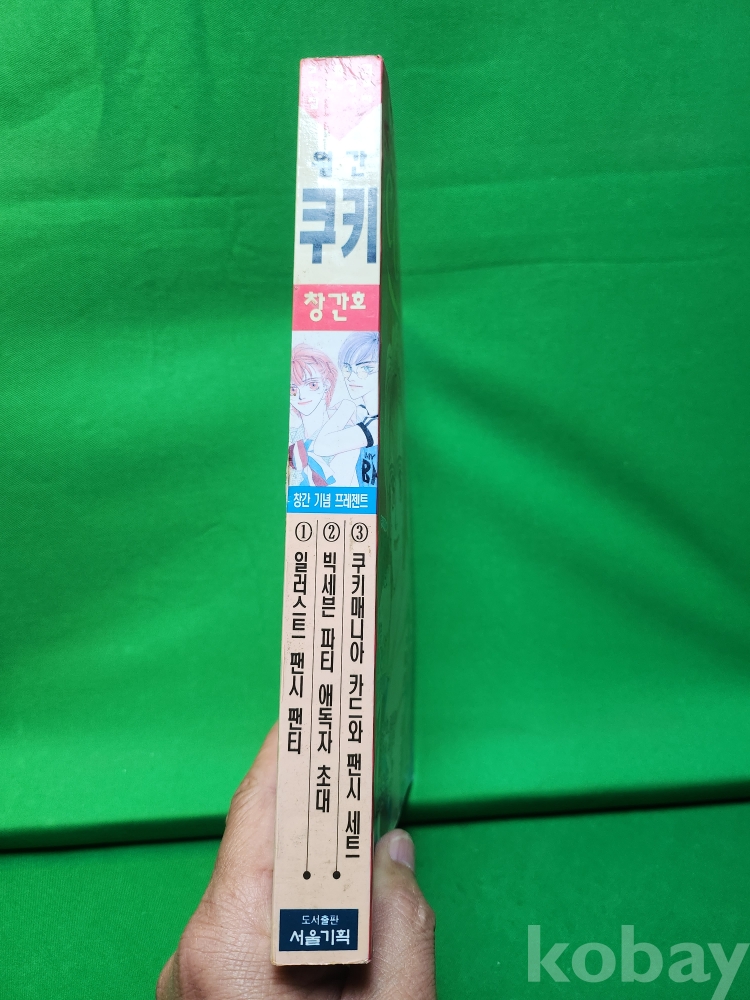 쿠키
창간호
MY
창간 기념 프레젠트
① 일러스트 팬시 팬티
② 빅세븐 파티 애독자 초대
③ 쿠키매니아 카드와 팬시 세트
도서출판
서울기획
kobay